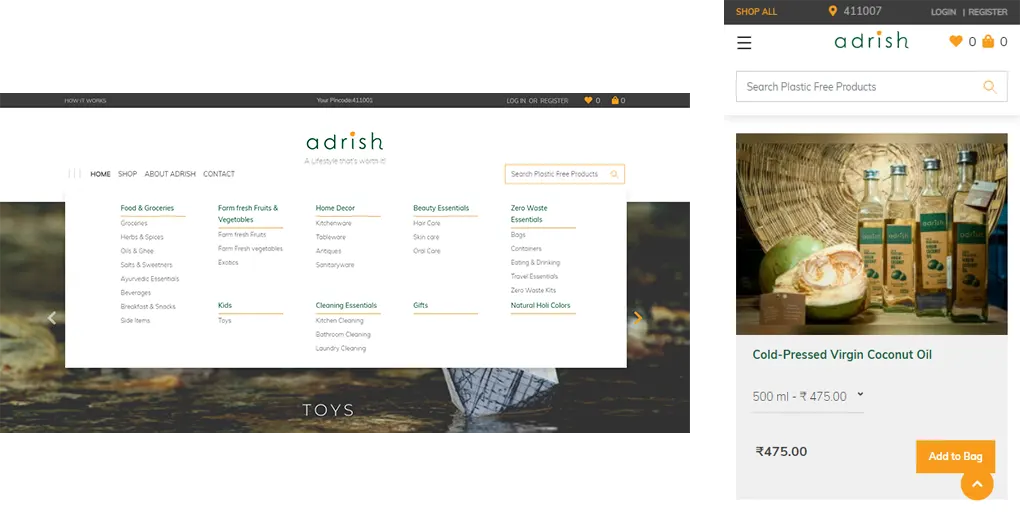 HOW IT WORKS
Your Pincode:411001
LOG IN OR REGISTER
0
0
adrish
A Lifestyle that's worth it!
HOME SHOP ABOUT ADRISH CONTACT
Search Plastic Free Products
Food & Groceries
Groceries
Herbs & Spices
Oils & Ghee
Salts & Sweetners
Ayurvedic Essentials
Beverages
Breakfast & Snacks
Side Items
Farm fresh Fruits &
Vegetables
Farm fresh Fruits
Farm Fresh vegetables
Exotics
Home Decor
Kitchenware
Tableware
Antiques
Sanitaryware
Beauty Essentials
Hair Care
Skin care
Oral Care
Zero Waste
Essentials
Bags
Containers
Eating & Drinking
Travel Essentials
Zero Waste Kits
Kids
Toys
Cleaning Essentials
Kitchen Cleaning
Bathroom Cleaning
Laundry Cleaning
Gifts
Natural Holi Colors
TOYS
SHOP ALL
411007
LOGIN | REGISTER
adrish
0
0
Search Plastic Free Products
adrish
VIRGIN
COCONUT
OIL
Cold-Pressed Virgin Coconut Oil
500 ml - ₹ 475.00
₹475.00
Add to Bag